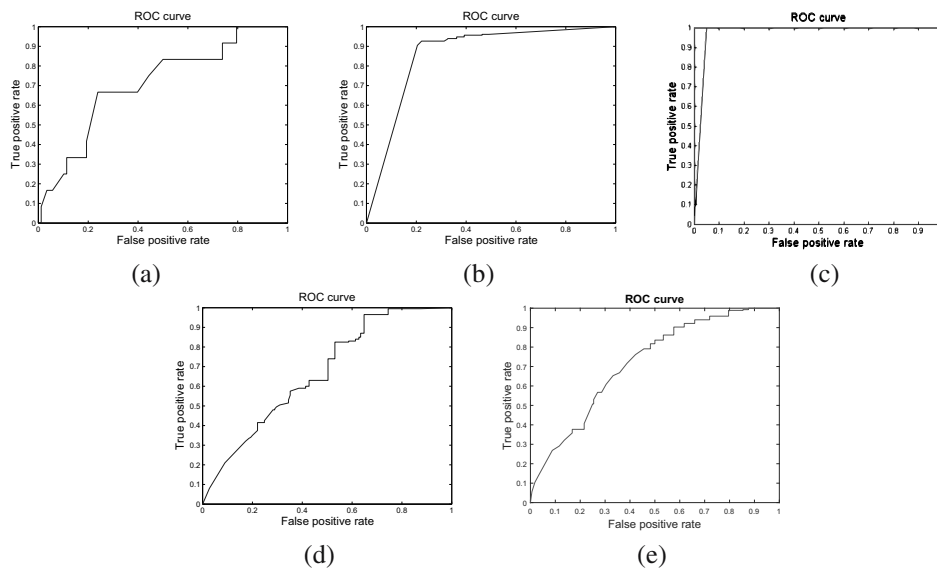 ROC curve
True positive rate
1
0.9
0.8
0.7
0.6
0.5
0.4
0.3
0.2
0.1
0
0 0.2 0.4 0.6 0.8 1
False positive rate
(a)
ROC curve
True positive rate
1
0.9
0.8
0.7
0.6
0.5
0.4
0.3
0.2
0.1
0
0 0.2 0.4 0.6 0.8 1
False positive rate
(b)
ROC curve
True positive rate
1
0.9
0.8
0.7
0.6
0.5
0.4
0.3
0.2
0.1
0
0 0.1 0.2 0.3 0.4 0.5 0.6 0.7 0.8 0.9
False positive rate
(c)
ROC curve
True positive rate
1
0.9
0.8
0.7
0.6
0.5
0.4
0.3
0.2
0.1
0
0 0.2 0.4 0.6 0.8 1
False positive rate
(d)
ROC curve
True positive rate
1
0.9
0.8
0.7
0.6
0.5
0.4
0.3
0.2
0.1
0
0 0.1 0.2 0.3 0.4 0.5 0.6 0.7 0.8 0.9 1
False positive rate
(e)